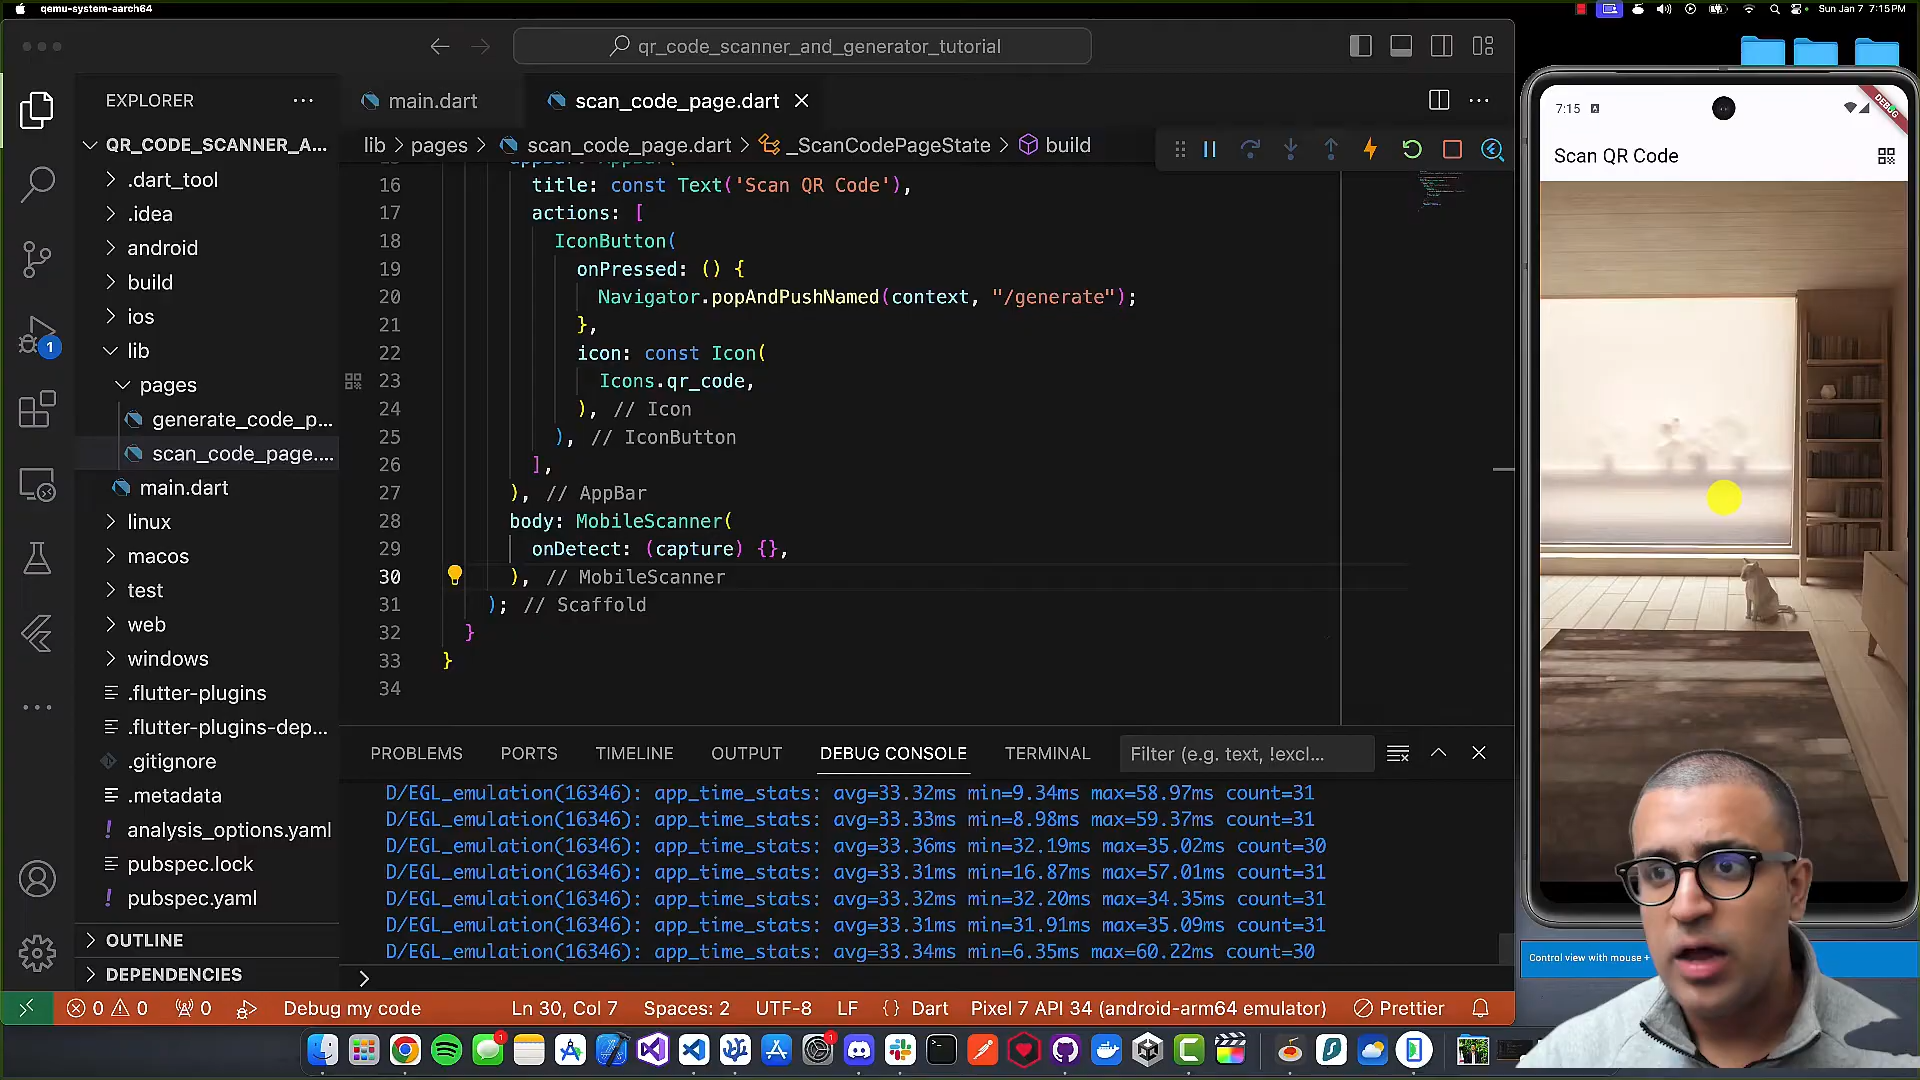 qemu-system-aarch64
Sun Jan 7 7:15 PM
qr_code_scanner_and_generator_tutorial
EXPLORER
main.dart
scan_code_page.dart
QR_CODE_SCANNER_A...
lib > pages > scan_code_page.dart > _ScanCodePageState > build
.dart_tool
.idea
android
build
ios
lib
pages
generate_code_p...
scan_code_page....
main.dart
linux
macos
test
web
windows
.flutter-plugins
.flutter-plugins-dep...
.gitignore
.metadata
analysis_options.yaml
pubspec.lock
pubspec.yaml
OUTLINE
DEPENDENCIES
1
16 title: const Text('Scan QR Code'),
17 actions: [
18 IconButton(
19 onPressed: () {
20 Navigator.popAndPushNamed(context, "/generate");
21 },
22 icon: const Icon(
23 Icons.qr_code,
24 ), // Icon
25 ), // IconButton
26 ],
27 ), // AppBar
28 body: MobileScanner(
29 onDetect: (capture) {},
30 ), // MobileScanner
31 ); // Scaffold
32 }
33 }
34
PROBLEMS PORTS TIMELINE OUTPUT DEBUG CONSOLE TERMINAL Filter (e.g. text, !excl...
D/EGL_emulation(16346): app_time_stats: avg=33.32ms min=9.34ms max=58.97ms count=31
D/EGL_emulation(16346): app_time_stats: avg=33.33ms min=8.98ms max=59.37ms count=31
D/EGL_emulation(16346): app_time_stats: avg=33.36ms min=32.19ms max=35.02ms count=30
D/EGL_emulation(16346): app_time_stats: avg=33.31ms min=16.87ms max=57.01ms count=31
D/EGL_emulation(16346): app_time_stats: avg=33.32ms min=32.20ms max=34.35ms count=31
D/EGL_emulation(16346): app_time_stats: avg=33.31ms min=31.91ms max=35.09ms count=31
D/EGL_emulation(16346): app_time_stats: avg=33.34ms min=6.35ms max=60.22ms count=30
>
0 0 0 Debug my code Ln 30, Col 7 Spaces: 2 UTF-8 LF {} Dart Pixel 7 API 34 (android-arm64 emulator) Prettier
7:15
DEBUG
Scan QR Code
Control view with mouse +
1
1